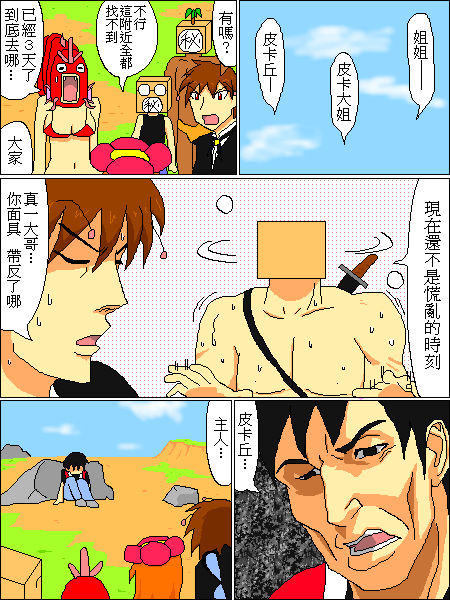 姐姐—
皮卡大姐
皮卡丘—
有嗎?
秘
不行
這附近全都
找不到
秘
已經3天了
到底去哪…
大家
現在還不是慌亂的時刻
真一大哥…
你面具 帶反了哪
皮卡丘…
主人…